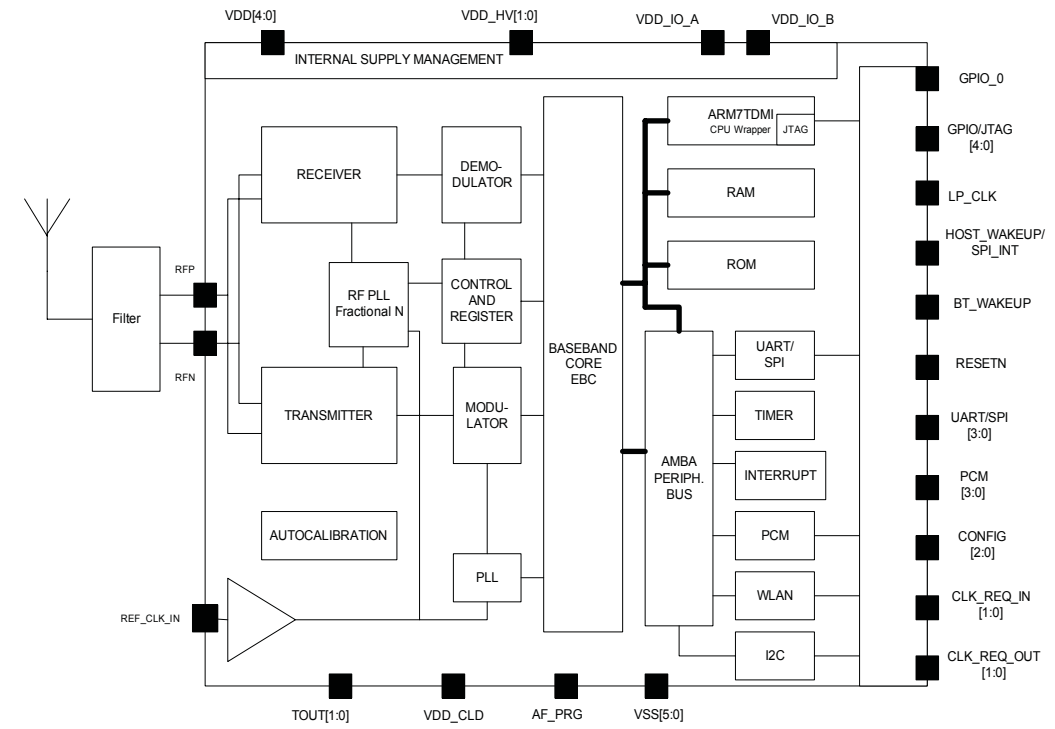 VDD[4:0]
VDD_HV[1:0]
VDD_IO_A
VDD_IO_B
INTERNAL SUPPLY MANAGEMENT
GPIO_0
GPIO/JTAG
[4:0]
LP_CLK
HOST_WAKEUP/
SPI_INT
BT_WAKEUP
RESETN
UART/SPI
[3:0]
PCM
[3:0]
CONFIG
[2:0]
CLK_REQ_IN
[1:0]
CLK_REQ_OUT
[1:0]
ARM7TDMI
CPU Wrapper
JTAG
RAM
ROM
RECEIVER
DEMO-
DULATOR
RFP
Filter
RFN
RF PLL
Fractional N
CONTROL
AND
REGISTER
BASEBAND
CORE
EBC
TRANSMITTER
MODU-
LATOR
AMBA
PERIPH.
BUS
UART/
SPI
TIMER
INTERRUPT
PCM
WLAN
I2C
AUTOCALIBRATION
PLL
REF_CLK_IN
TOUT[1:0]
VDD_CLD
AF_PRG
VSS[5:0]